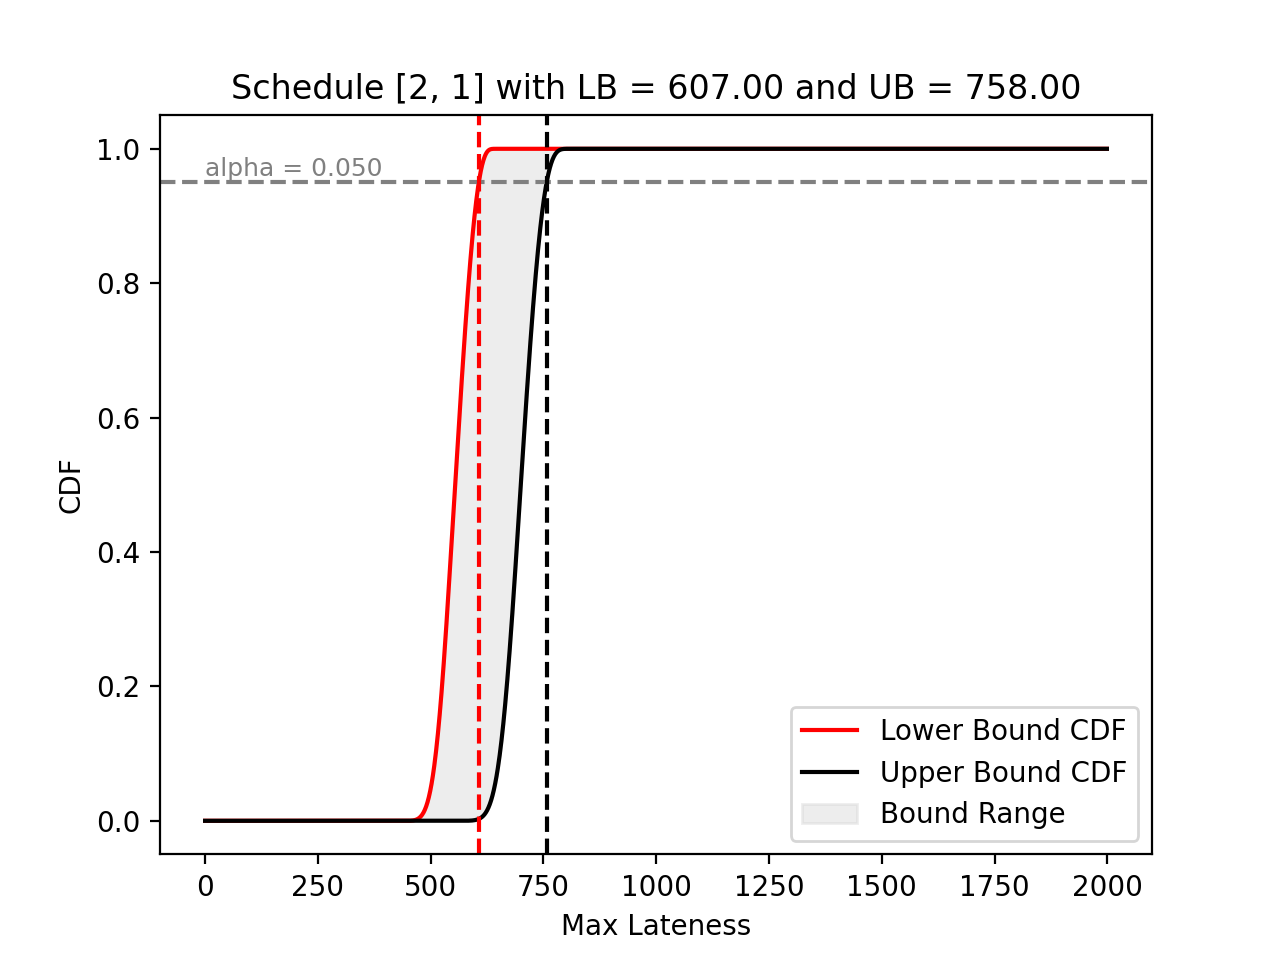 Schedule [2, 1] with LB = 607.00 and UB = 758.00
alpha = 0.050
1.0
0.8
0.6
0.4
0.2
0.0
CDF
Lower Bound CDF
Upper Bound CDF
Bound Range
0 250 500 750 1000 1250 1500 1750 2000
Max Lateness